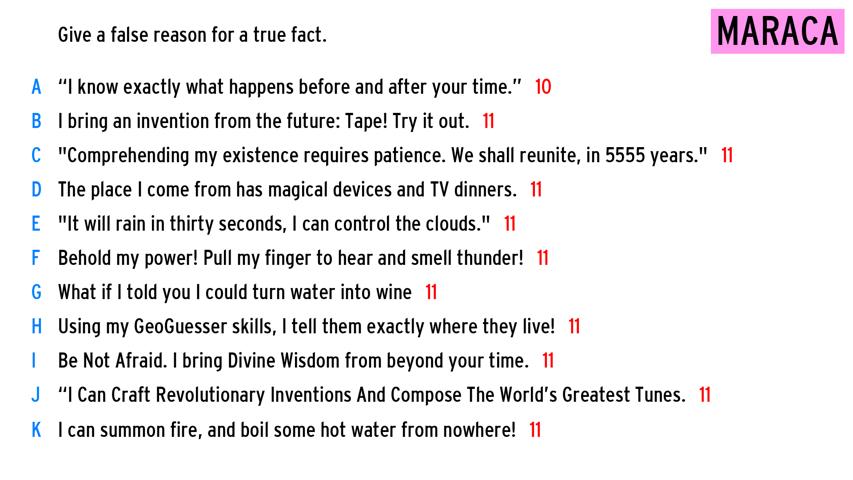 Give a false reason for a true fact.
MARACA
A “I know exactly what happens before and after your time.” 10
B I bring an invention from the future: Tape! Try it out. 11
C "Comprehending my existence requires patience. We shall reunite, in 5555 years." 11
D The place I come from has magical devices and TV dinners. 11
E "It will rain in thirty seconds, I can control the clouds." 11
F Behold my power! Pull my finger to hear and smell thunder! 11
G What if I told you I could turn water into wine 11
H Using my GeoGuesser skills, I tell them exactly where they live! 11
I Be Not Afraid. I bring Divine Wisdom from beyond your time. 11
J “I Can Craft Revolutionary Inventions And Compose The World’s Greatest Tunes. 11
K I can summon fire, and boil some hot water from nowhere! 11